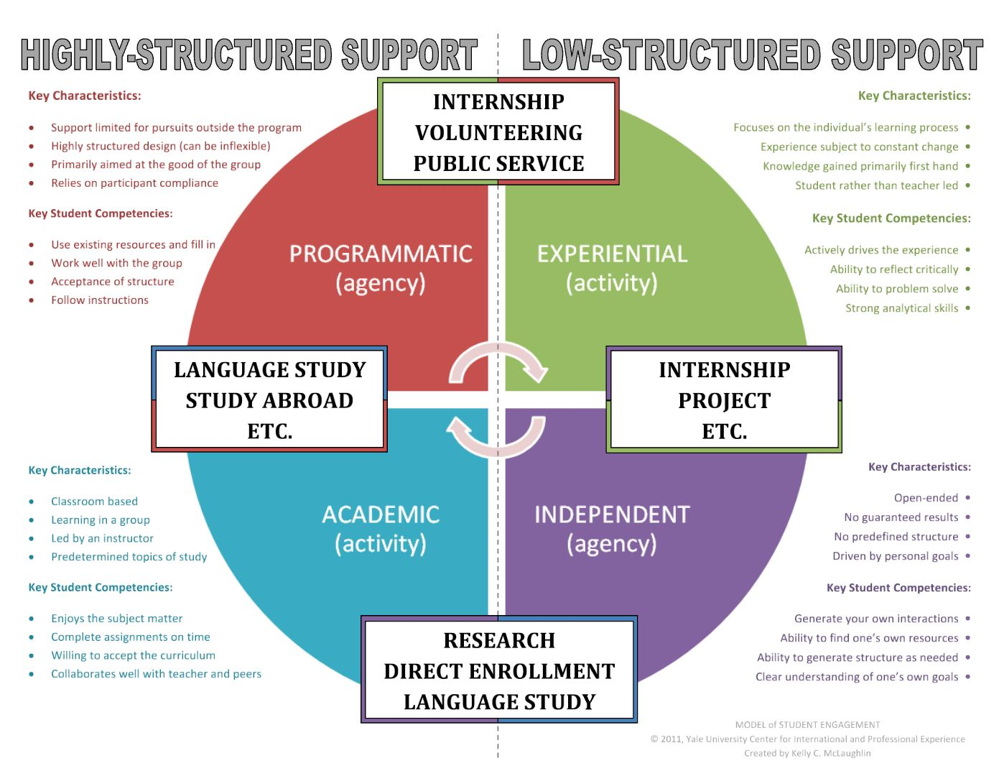 HIGHLY-STRUCTURED SUPPORT
LOW-STRUCTURED SUPPORT
Key Characteristics:
• Support limited for pursuits outside the program
• Highly structured design (can be inflexible)
• Primarily aimed at the good of the group
• Relies on participant compliance
Key Student Competencies:
• Use existing resources and fill in
• Work well with the group
• Acceptance of structure
• Follow instructions
INTERNSHIP
VOLUNTEERING
PUBLIC SERVICE
Key Characteristics:
Focuses on the individual’s learning process •
Experience subject to constant change •
Knowledge gained primarily first hand •
Student rather than teacher led •
Key Student Competencies:
Actively drives the experience •
Ability to reflect critically •
Ability to problem solve •
Strong analytical skills •
PROGRAMMATIC
(agency)
EXPERIENTIAL
(activity)
LANGUAGE STUDY
STUDY ABROAD
ETC.
INTERNSHIP
PROJECT
ETC.
Key Characteristics:
• Classroom based
• Learning in a group
• Led by an instructor
• Predetermined topics of study
Key Student Competencies:
• Enjoys the subject matter
• Complete assignments on time
• Willing to accept the curriculum
• Collaborates well with teacher and peers
ACADEMIC
(activity)
INDEPENDENT
(agency)
Key Characteristics:
Open-ended •
No guaranteed results •
No predefined structure •
Driven by personal goals •
Key Student Competencies:
Generate your own interactions •
Ability to find one’s own resources •
Ability to generate structure as needed •
Clear understanding of one’s own goals •
RESEARCH
DIRECT ENROLLMENT
LANGUAGE STUDY
MODEL of STUDENT ENGAGEMENT
© 2011, Yale University Center for International and Professional Experience
Created by Kelly C. McLaughlin